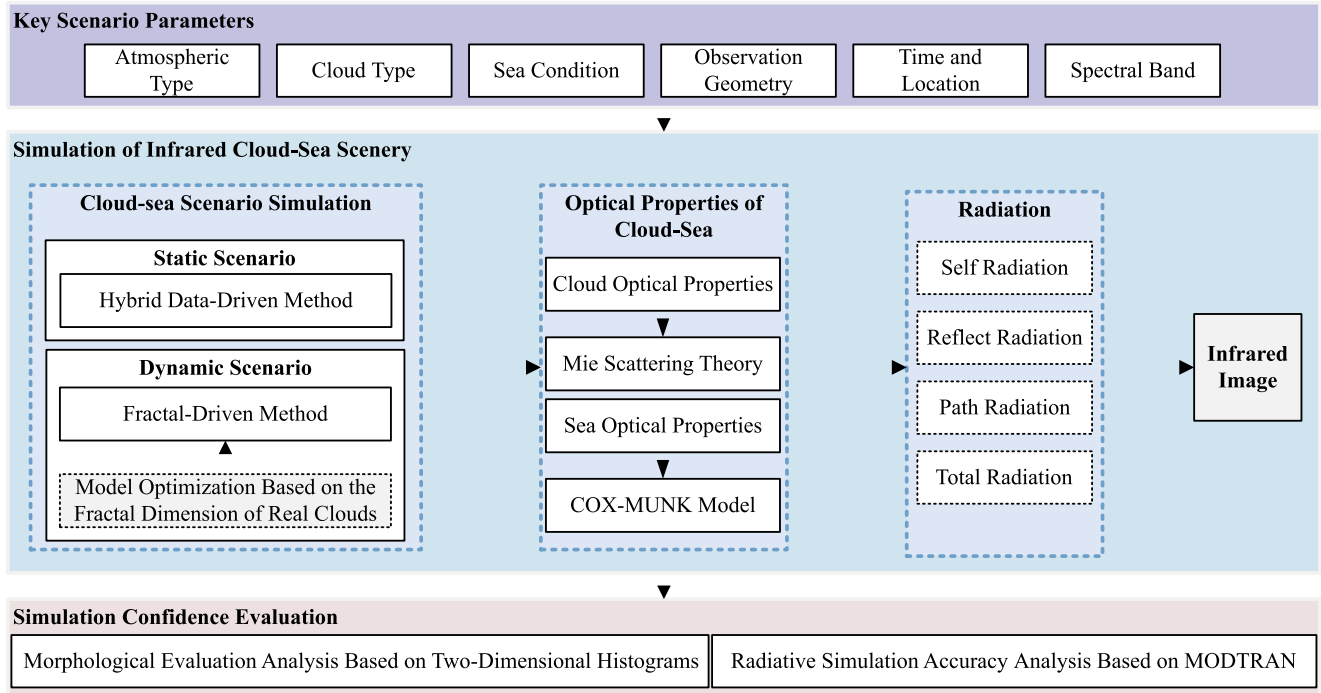 Key Scenario Parameters
Atmospheric
Type
Cloud Type
Sea Condition
Observation
Geometry
Time and
Location
Spectral Band
Simulation of Infrared Cloud-Sea Scenery
Cloud-sea Scenario Simulation
Static Scenario
Hybrid Data-Driven Method
Dynamic Scenario
Fractal-Driven Method
Model Optimization Based on the
Fractal Dimension of Real Clouds
Optical Properties of
Cloud-Sea
Cloud Optical Properties
Mie Scattering Theory
Sea Optical Properties
COX-MUNK Model
Radiation
Self Radiation
Reflect Radiation
Path Radiation
Total Radiation
Infrared
Image
Simulation Confidence Evaluation
Morphological Evaluation Analysis Based on Two-Dimensional Histograms
Radiative Simulation Accuracy Analysis Based on MODTRAN